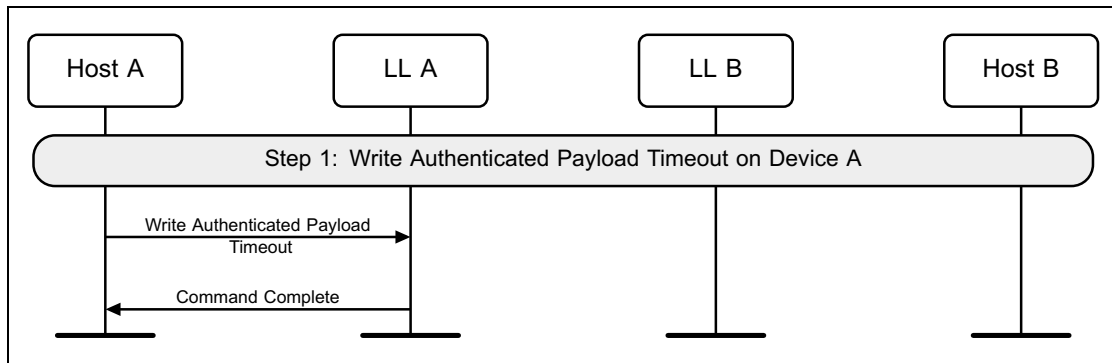 Host A
LL A
LL B
Host B
Step 1: Write Authenticated Payload Timeout on Device A
Write Authenticated Payload
Timeout
Command Complete